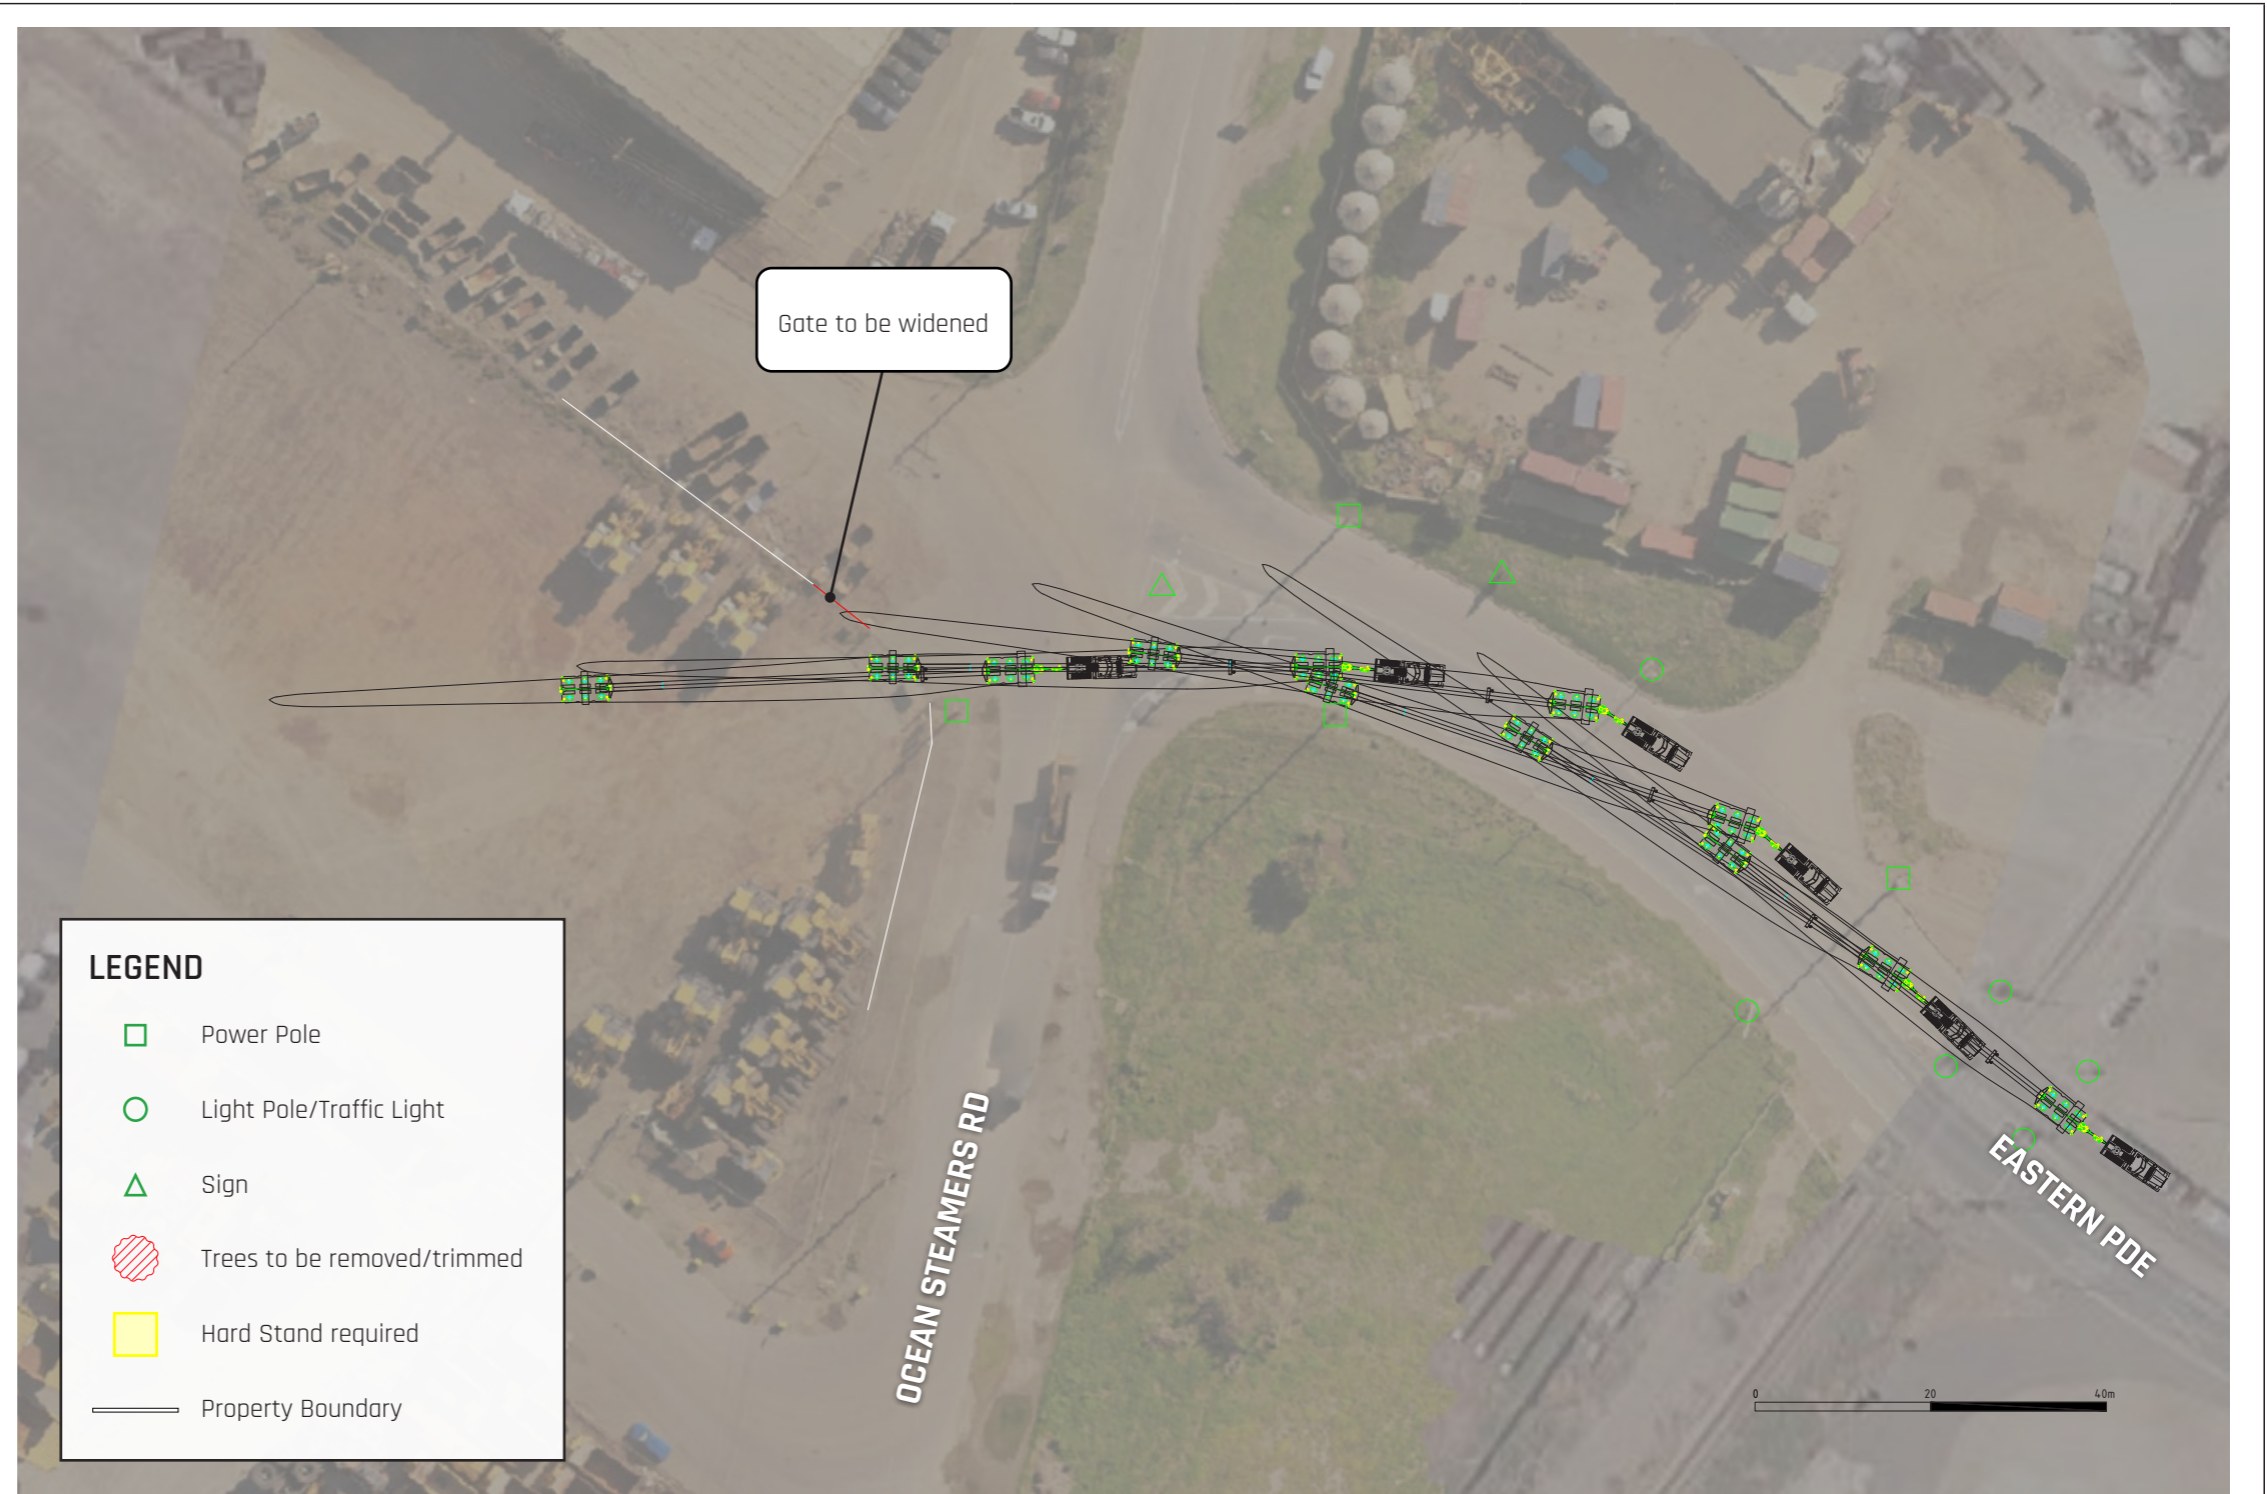 Gate to be widened
LEGEND
Power Pole
Light Pole/Traffic Light
Sign
Trees to be removed/trimmed
Hard Stand required
Property Boundary
OCEAN STEAMERS RD
EASTERN PDE
0 20 40m